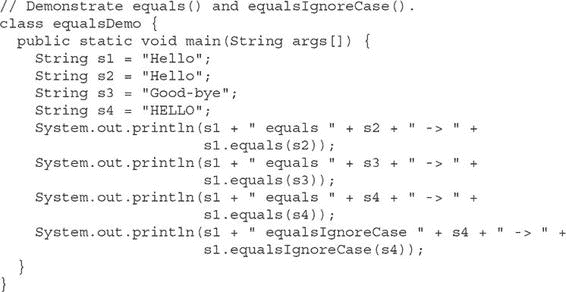 // Demonstrate equals() and equalsIgnoreCase().
class equalsDemo {
  public static void main(String args[]) {
    String s1 = "Hello";
    String s2 = "Hello";
    String s3 = "Good-bye";
    String s4 = "HELLO";
    System.out.println(s1 + " equals " + s2 + " -> " +
                       s1.equals(s2));
    System.out.println(s1 + " equals " + s3 + " -> " +
                       s1.equals(s3));
    System.out.println(s1 + " equals " + s4 + " -> " +
                       s1.equals(s4));
    System.out.println(s1 + " equalsIgnoreCase " + s4 + " -> " +
                       s1.equalsIgnoreCase(s4));
  }
}